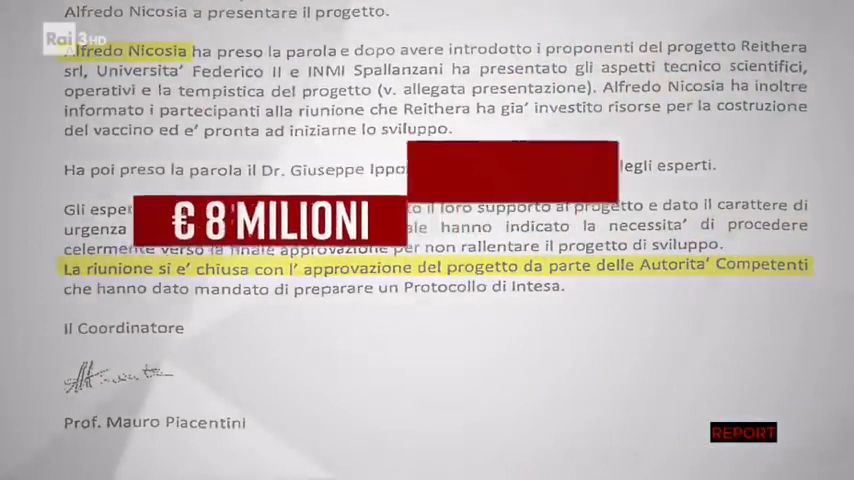 Alfredo Nicosia a presentare il progetto.
Rai 3HD
Alfredo Nicosia ha preso la parola e dopo avere introdotto i proponenti del progetto Reithera
srl, Universita’ Federico II e INMI Spallanzani ha presentato gli aspetti tecnico scientifici,
operativi e la tempistica del progetto (v. allegata presentazione). Alfredo Nicosia ha inoltre
informato i partecipanti alla riunione che Reithera ha gia’ investito risorse per la costruzione
del vaccino ed e’ pronta ad iniziarne lo sviluppo.
Ha poi preso la parola il Dr. Giuseppe Ippo legli esperti.
Gli esper il loro supporto al progetto e dato il carattere di
€ 8 MILIONI
urgenza ale hanno indicato la necessita’ di procedere
celermente verso la finale approvazione per non rallentare il progetto di sviluppo.
La riunione si e’ chiusa con l’ approvazione del progetto da parte delle Autorita’ Competenti
che hanno dato mandato di preparare un Protocollo di Intesa.
Il Coordinatore
Prof. Mauro Piacentini
REPORT